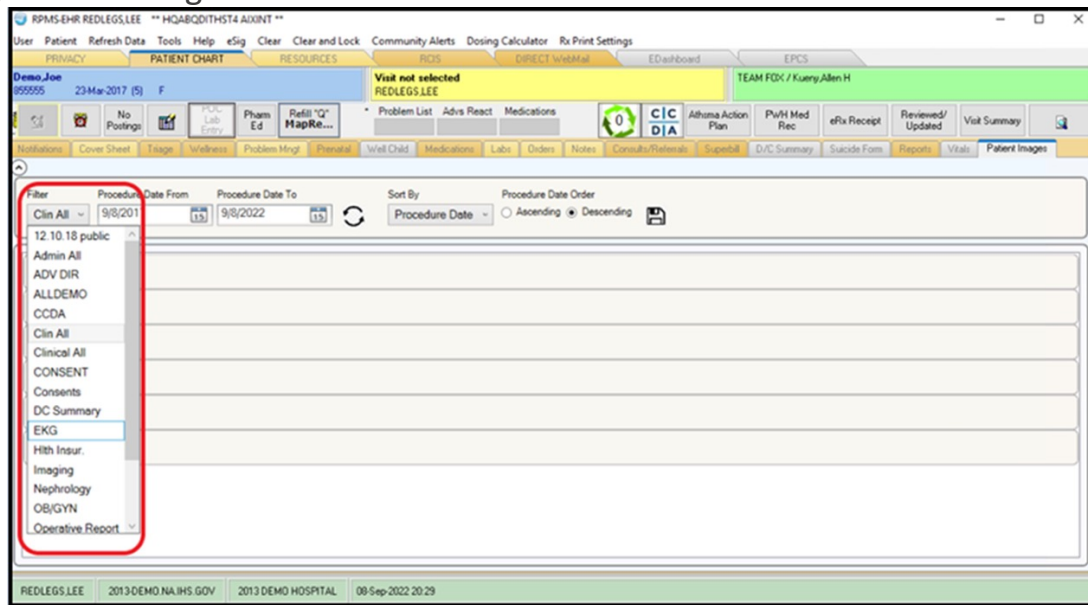 RPMS-EHR REDLEGS,LEE ** HQABQDITHST4 AIXINT **
User Patient Refresh Data Tools Help eSig Clear Clear and Lock Community Alerts Dosing Calculator Rx Print Settings
PRIVACY PATIENT CHART RESOURCES RCIS DIRECT WebMail EDashboard EPCS
Demo,Joe Visit not selected TEAM FOX / Kueny,Allen H
855555 23-Mar-2017 (5) F REDLEGS,LEE
No Postings POC Lab Entry Pharm Ed Refill "Q" MapRe... Problem List Advs React Medications 0 C C D A Asthma Action Plan PWH Med Rec eRx Receipt Reviewed/ Updated Visit Summary
Notifications Cover Sheet Triage Wellness Problem Mngt Prenatal Well Child Medications Labs Orders Notes Consults/Referrals Superbill D/C Summary Suicide Form Reports Vitals Patient Images
Filter Procedure Date From Procedure Date To Sort By Procedure Date Order
Clin All 9/8/201 15 9/8/2022 15 Procedure Date Ascending Descending
12.10.18 public
Admin All
ADV DIR
ALLDEMO
CCDA
Clin All
Clinical All
CONSENT
Consents
DC Summary
EKG
Hlth Insur.
Imaging
Nephrology
OB/GYN
Operative Report
REDLEGS,LEE 2013-DEMO.NA.IHS.GOV 2013 DEMO HOSPITAL 08-Sep-2022 20:29